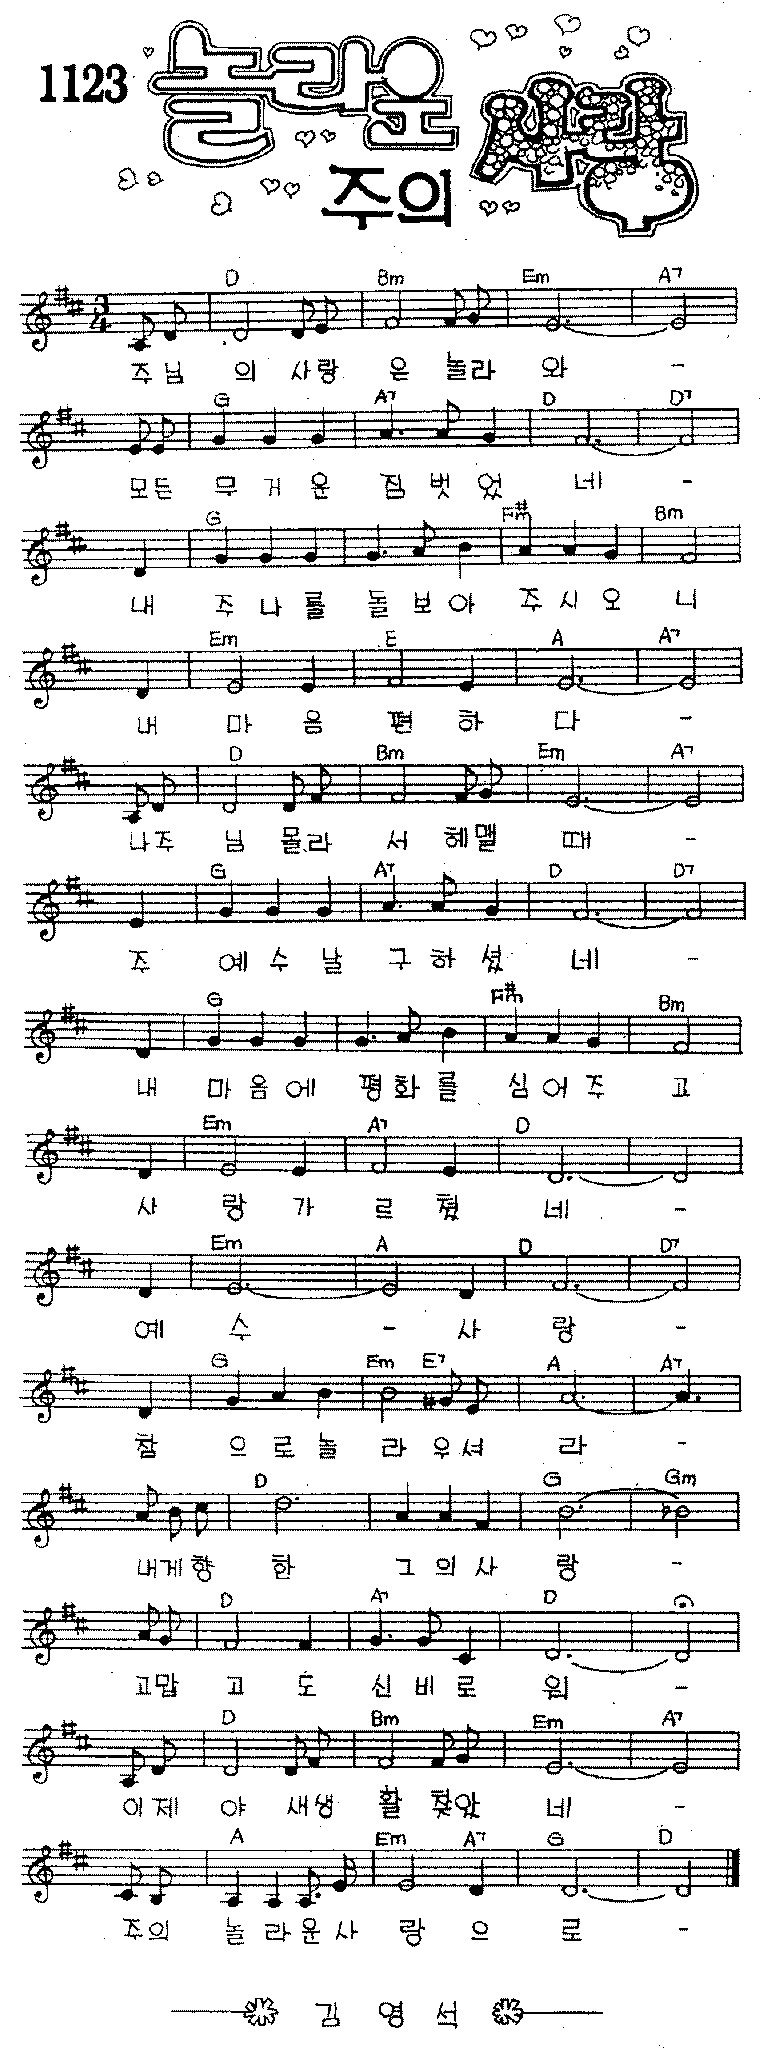 1123 놀라운 주의 사랑
D Bm Em A7
주님 의 사랑 은 놀라 와 -
G A7 D D7
모든 무 거 운 짐 벗 었 네 -
G F#m Bm
내 주 나 를 돌 보 아 주 시 오 니
Em E A A7
내 마 음 편 하 다 -
D Bm Em A7
나주 님 몰라 서 헤맬 때 -
G A7 D D7
주 예 수 날 구 하 셨 네 -
G F#m Bm
내 마 음 에 평 화 를 심 어 주 고
Em A7 D
사 랑 가 르 쳤 네 -
Em A D D7
예 수 - 사 랑 -
G Em E7 A A7
참 으 로 놀 라 우 셔 라 -
D G Gm
내게향 한 그 의 사 랑 -
D A7 D
고맙 고 도 신 비 로 워 -
D Bm Em A7
이제 야 새생 활 찾았 네 -
A Em A7 G D
주의 놀 라 운 사 랑 으 로 -
김 영 석